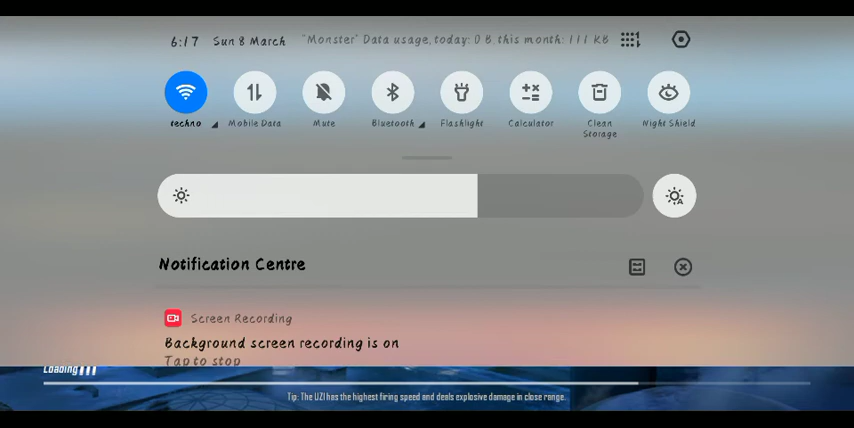 6:17 Sun 8 March "Monster" Data usage, today: 0 B, this month: 111 KB
techno Mobile Data Mute Bluetooth Flashlight Calculator Clean Storage Night Shield
Notification Centre
Screen Recording
Background screen recording is on
Tap to stop
Loading
Tip: The UZI has the highest firing speed and deals explosive damage in close range.